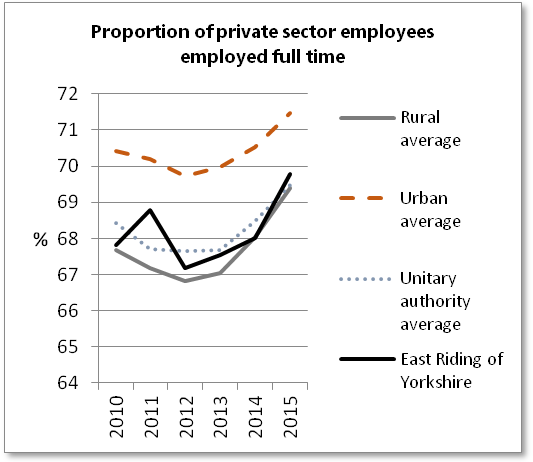 Proportion of private sector employees
employed full time
72
71
70
69
68
67
66
65
64
%
2010
2011
2012
2013
2014
2015
Rural
average
Urban
average
Unitary
authority
average
East Riding of
Yorkshire